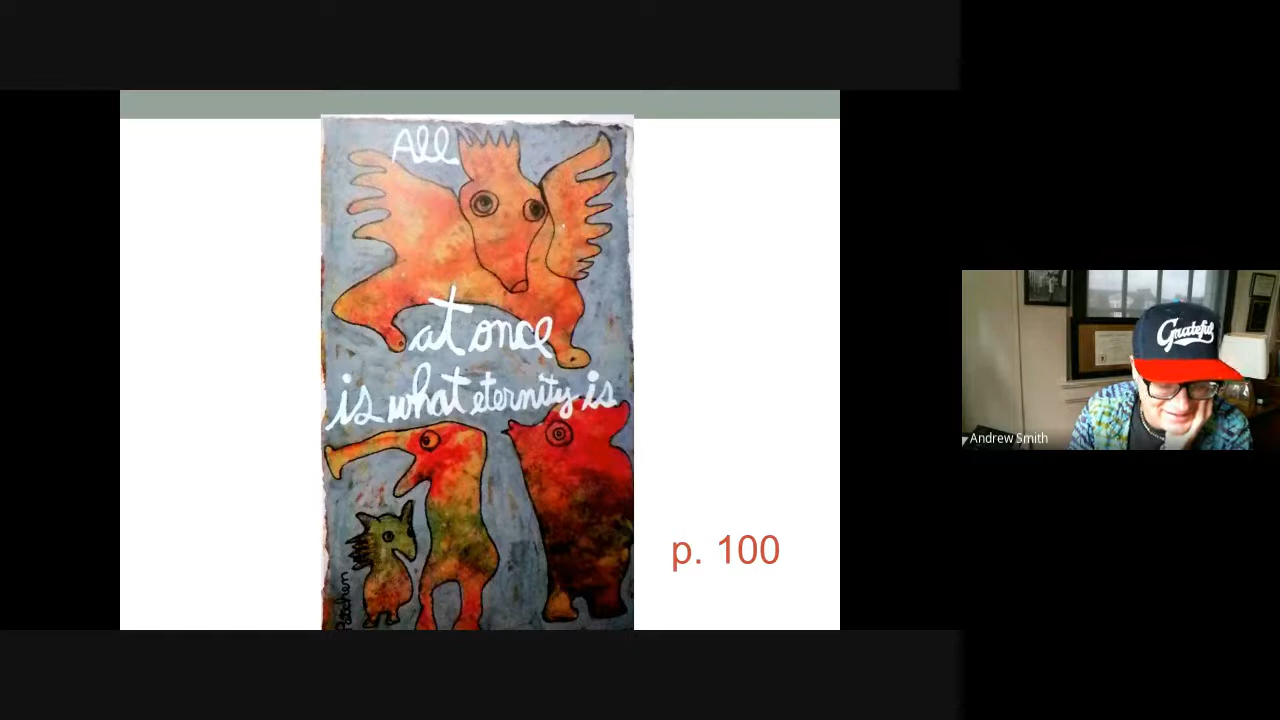 All
at once
is what eternity is
Patchen
p. 100
Grateful
Andrew Smith